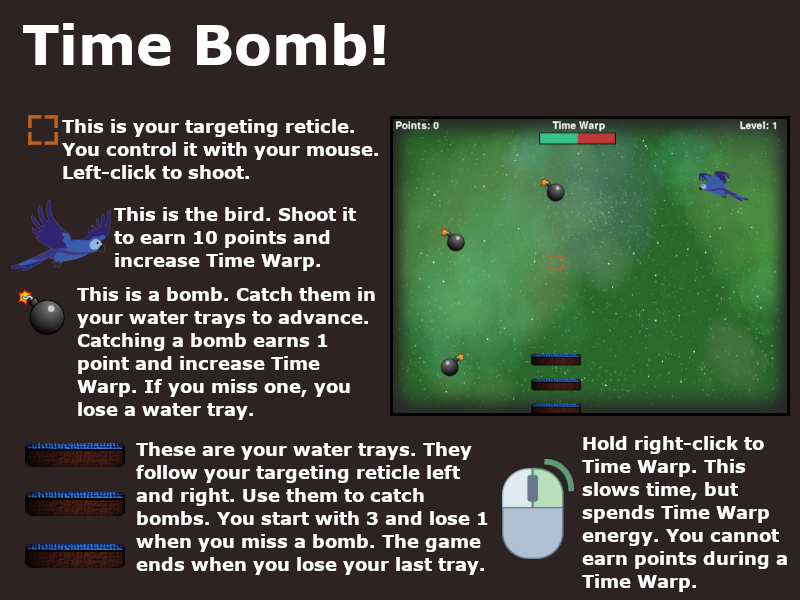 Time Bomb!
This is your targeting reticle.
You control it with your mouse.
Left-click to shoot.
This is the bird. Shoot it
to earn 10 points and
increase Time Warp.
This is a bomb. Catch them in
your water trays to advance.
Catching a bomb earns 1
point and increase Time
Warp. If you miss one, you
lose a water tray.
Points: 0
Time Warp
Level: 1
These are your water trays. They
follow your targeting reticle left
and right. Use them to catch
bombs. You start with 3 and lose 1
when you miss a bomb. The game
ends when you lose your last tray.
Hold right-click to
Time Warp. This
slows time, but
spends Time Warp
energy. You cannot
earn points during a
Time Warp.